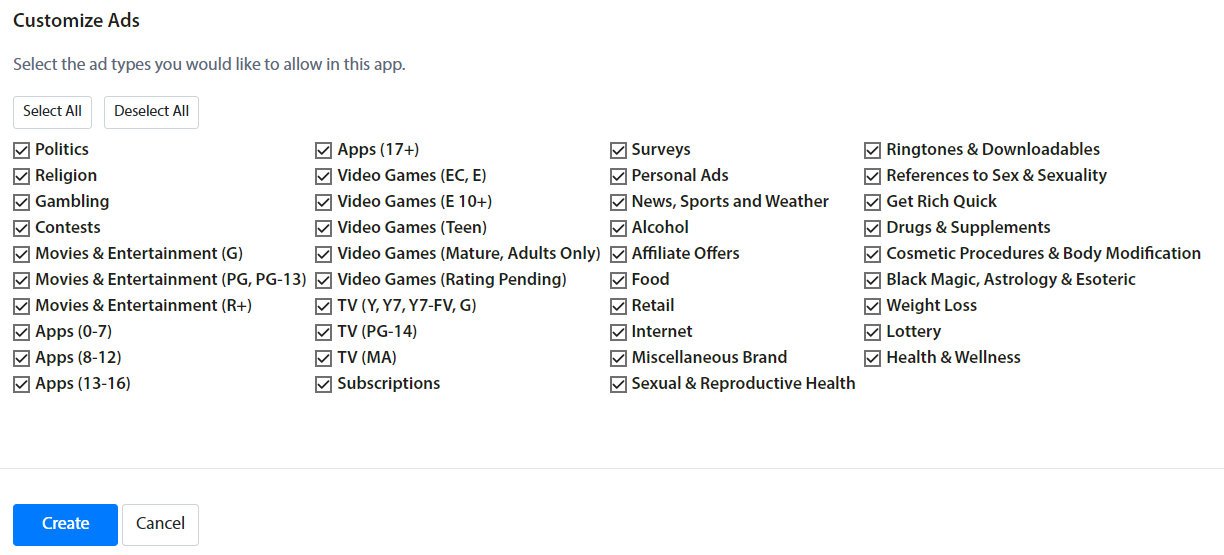 Customize Ads
Select the ad types you would like to allow in this app.
Select All
Deselect All
Politics
Religion
Gambling
Contests
Movies & Entertainment (G)
Movies & Entertainment (PG, PG-13)
Movies & Entertainment (R+)
Apps (0-7)
Apps (8-12)
Apps (13-16)
Apps (17+)
Video Games (EC, E)
Video Games (E 10+)
Video Games (Teen)
Video Games (Mature, Adults Only)
Video Games (Rating Pending)
TV (Y, Y7, Y7-FV, G)
TV (PG-14)
TV (MA)
Subscriptions
Surveys
Personal Ads
News, Sports and Weather
Alcohol
Affiliate Offers
Food
Retail
Internet
Miscellaneous Brand
Sexual & Reproductive Health
Ringtones & Downloadables
References to Sex & Sexuality
Get Rich Quick
Drugs & Supplements
Cosmetic Procedures & Body Modification
Black Magic, Astrology & Esoteric
Weight Loss
Lottery
Health & Wellness
Create
Cancel